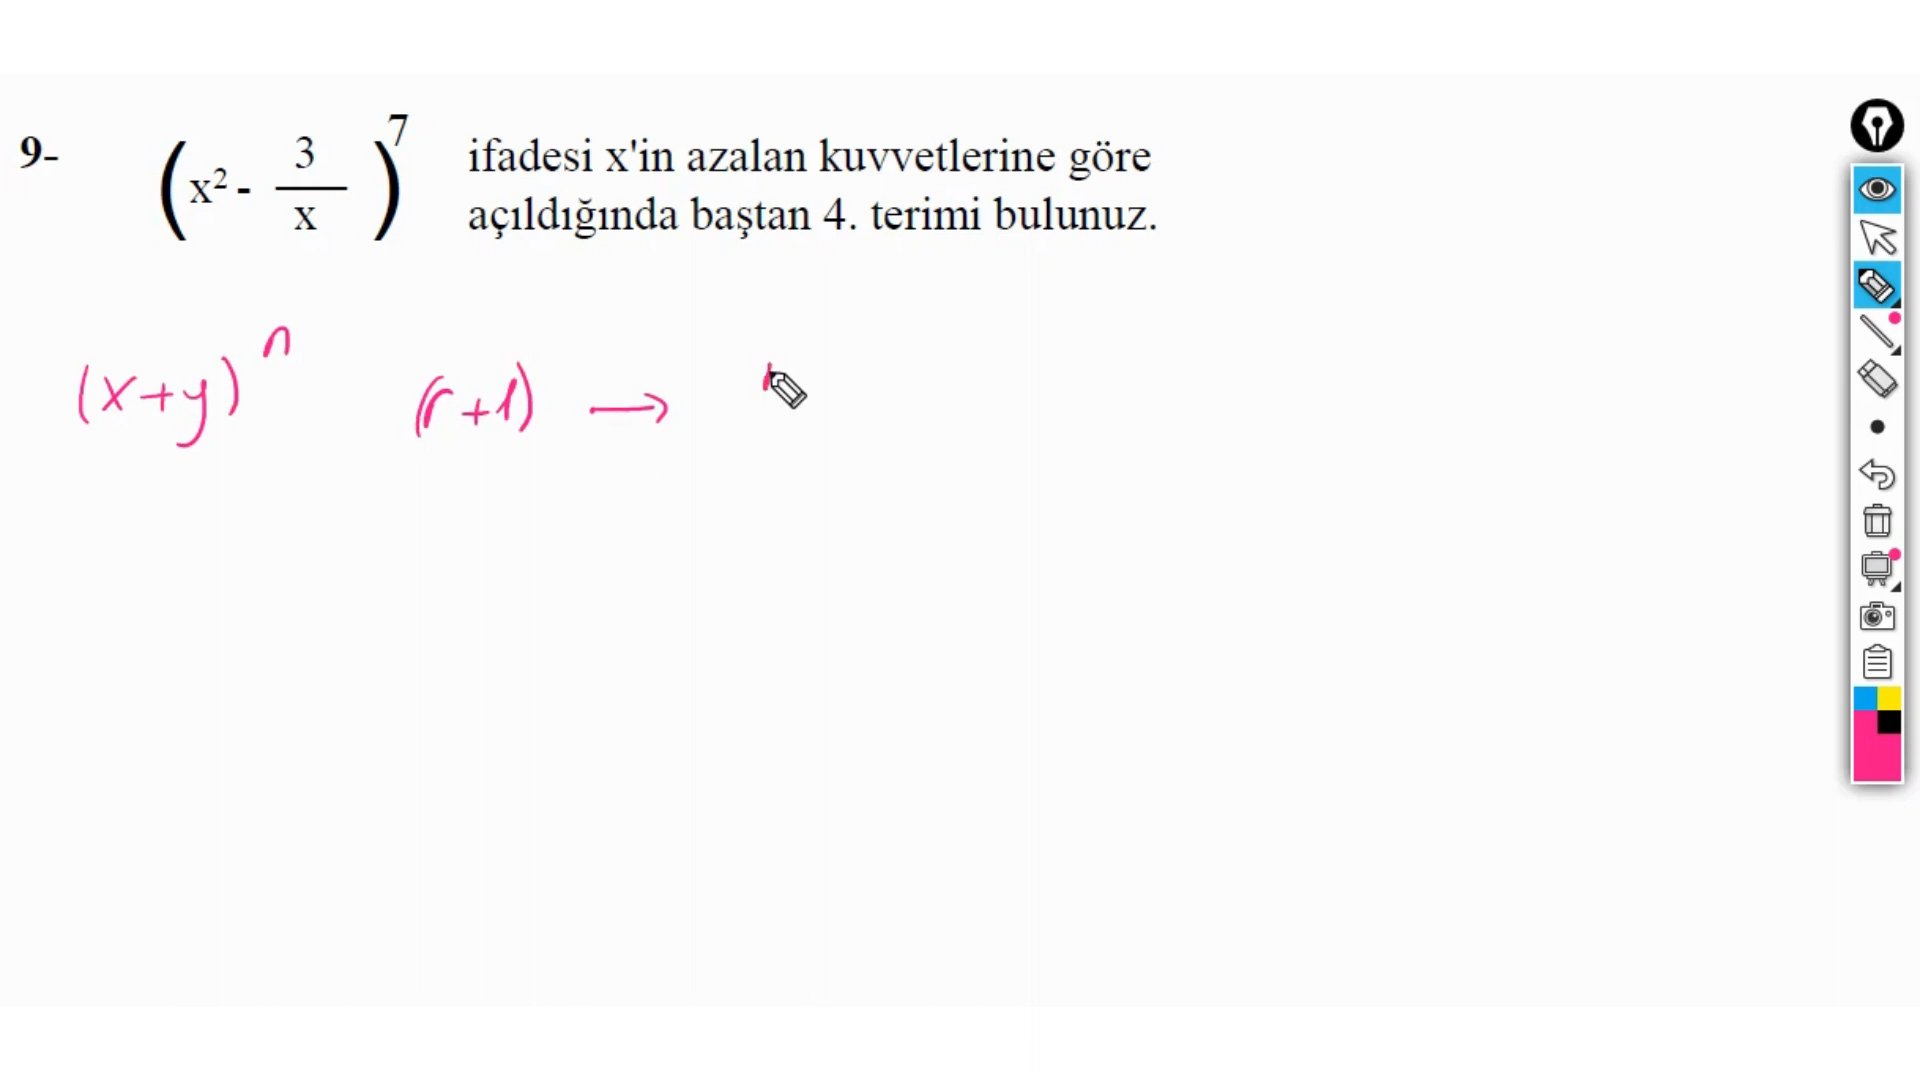 9- (x² - 3/x)⁷ ifadesi x'in azalan kuvvetlerine göre
açıldığında baştan 4. terimi bulunuz.
(x+y)ⁿ (r+1) →